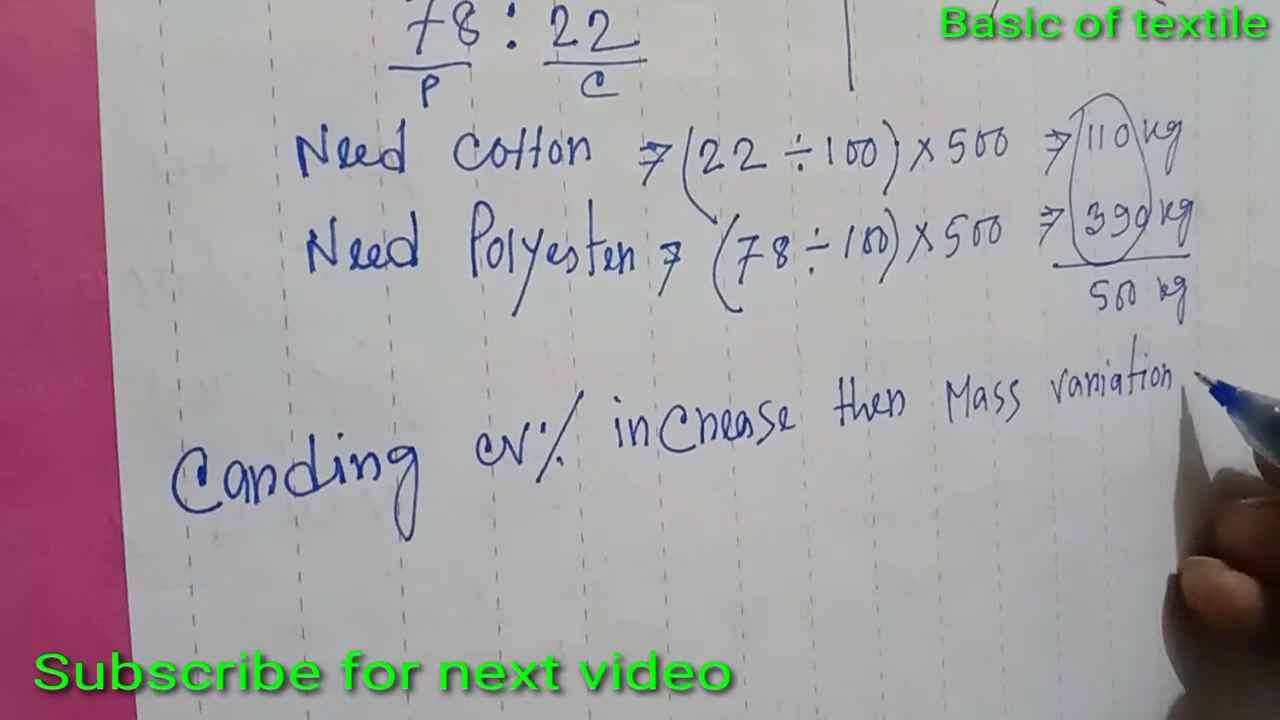 Basic of textile
78 : 22
P C
Need cotton → (22 ÷ 100) × 500 → 110 kg
Need Polyester → (78 ÷ 100) × 500 → 390 kg
500 kg
Carding cv% increase then Mass variation
Subscribe for next video